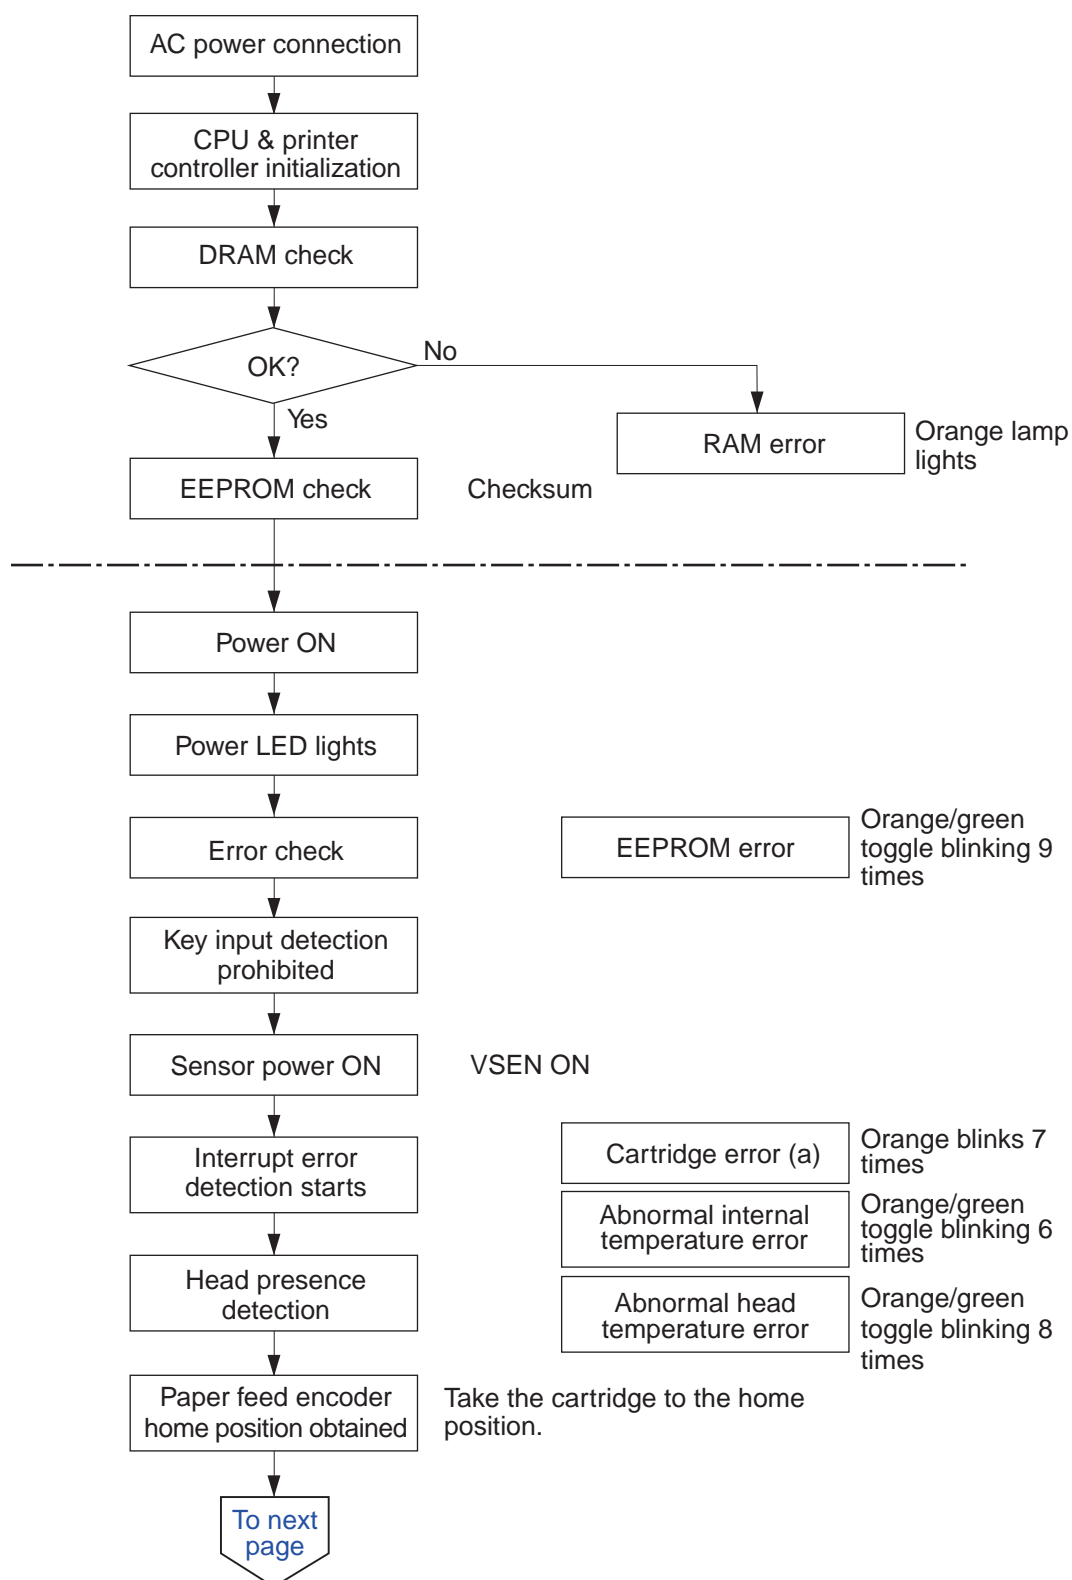 AC power connection
CPU & printer
controller initialization
DRAM check
OK?
No
Yes
RAM error
Orange lamp
lights
EEPROM check
Checksum
Power ON
Power LED lights
Error check
EEPROM error
Orange/green
toggle blinking 9
times
Key input detection
prohibited
Sensor power ON
VSEN ON
Interrupt error
detection starts
Cartridge error (a)
Orange blinks 7
times
Abnormal internal
temperature error
Orange/green
toggle blinking 6
times
Head presence
detection
Abnormal head
temperature error
Orange/green
toggle blinking 8
times
Paper feed encoder
home position obtained
Take the cartridge to the home
position.
To next
page